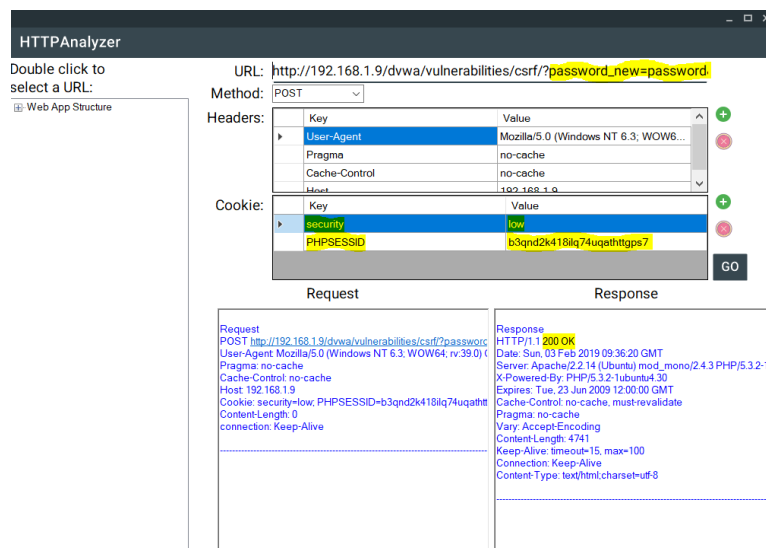 HTTPAnalyzer
Double click to
select a URL:
Web App Structure
URL: http://192.168.1.9/dvwa/vulnerabilities/csrf/?password_new=password
Method: POST
Headers:
Key Value
User-Agent Mozilla/5.0 (Windows NT 6.3; WOW6...
Pragma no-cache
Cache-Control no-cache
Host 192.168.1.9
Cookie:
Key Value
security low
PHPSESSID b3qnd2k418ilq74uqathttgps7
GO
Request
Response
Request
POST http://192.168.1.9/dvwa/vulnerabilities/csrf/?passworc
User-Agent: Mozilla/5.0 (Windows NT 6.3; WOW64; rv:39.0) (
Pragma: no-cache
Cache-Control: no-cache
Host: 192.168.1.9
Cookie: security=low; PHPSESSID=b3qnd2k418ilq74uqathtt
Content-Length: 0
connection: Keep-Alive
Response
HTTP/1.1 200 OK
Date: Sun, 03 Feb 2019 09:36:20 GMT
Server: Apache/2.2.14 (Ubuntu) mod_mono/2.4.3 PHP/5.3.2-1
X-Powered-By: PHP/5.3.2-1ubuntu4.30
Expires: Tue, 23 Jun 2009 12:00:00 GMT
Cache-Control: no-cache, must-revalidate
Pragma: no-cache
Vary: Accept-Encoding
Content-Length: 4741
Keep-Alive: timeout=15, max=100
Connection: Keep-Alive
Content-Type: text/html;charset=utf-8